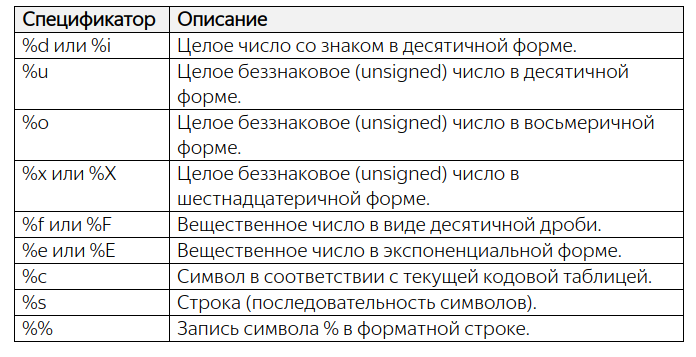 Спецификатор Описание
%d или %i Целое число со знаком в десятичной форме.
%u Целое беззнаковое (unsigned) число в десятичной
форме.
%o Целое беззнаковое (unsigned) число в восьмеричной
форме.
%x или %X Целое беззнаковое (unsigned) число в
шестнадцатеричной форме.
%f или %F Вещественное число в виде десятичной дроби.
%e или %E Вещественное число в экспоненциальной форме.
%c Символ в соответствии с текущей кодовой таблицей.
%s Строка (последовательность символов).
%% Запись символа % в форматной строке.